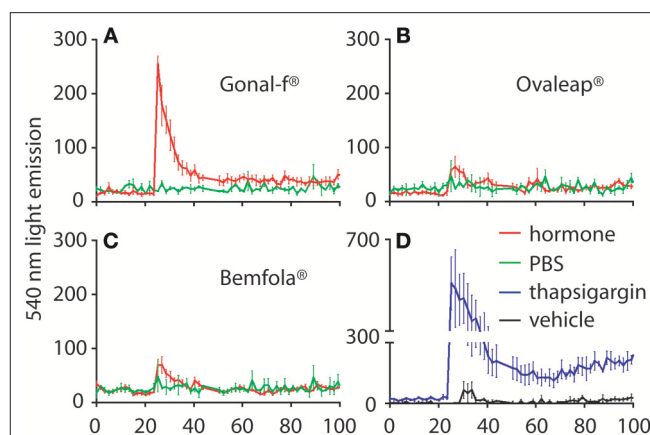 A
300
200
100
0
Gonal-f®
B
300
200
100
0
Ovaleap®
C
300
200
100
0
0 20 40 60 80 100
Bemfola®
D
700
300
0
0 20 40 60 80 100
hormone
PBS
thapsigargin
vehicle
540 nm light emission